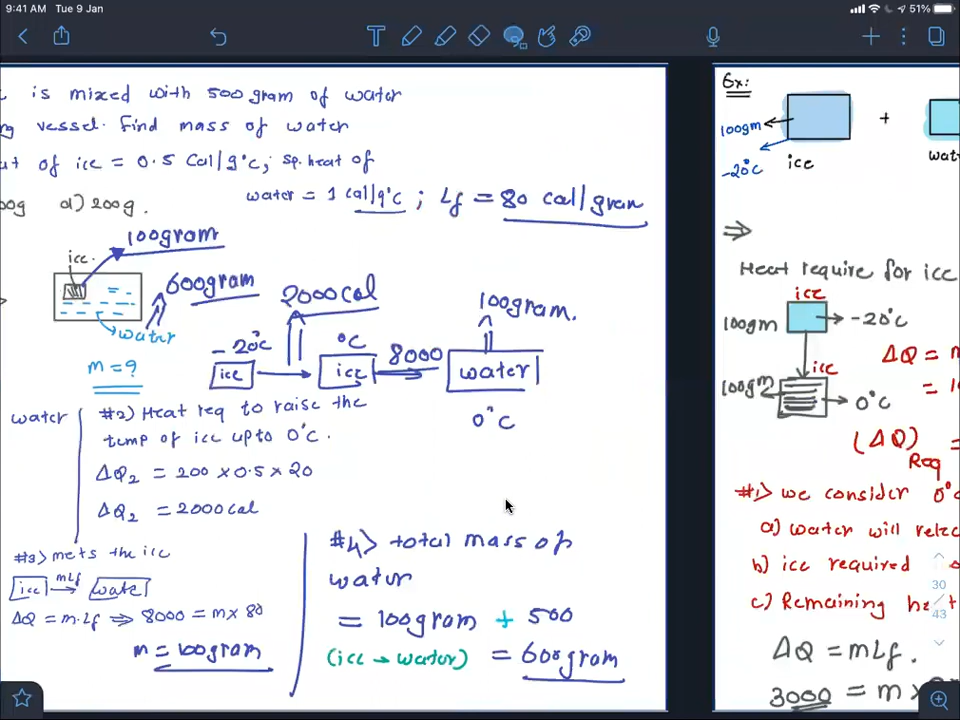 9:41 AM Tue 9 Jan
51%
is mixed with 500 gram of water
vessel. Find mass of water
of ice = 0.5 Cal/g°C; sp. heat of
water = 1 cal/g°C ; Lf = 80 cal/gram
d) 200g.
100gram
ice.
600gram
water
m = ?
2000 cal
100gram.
-20°C
0°C
8000
ice
ice
water
0°C
water
#2) Heat req to raise the
temp of ice upto 0°C.
ΔQ2 = 200 × 0.5 × 20
ΔQ2 = 2000 cal
#3) mets the ice
ice mLf water
ΔQ = m.Lf ⇒ 8000 = m × 80
m = 100gram
#4) total mass of
water
= 100gram + 500
(ice → water) = 600gram
Ex:
100gm
-20°C
ice
+
⇒
Heat require for ice
ice
100gm
-20°C
ice
100gm
0°C
ΔQ = m
(ΔQ) =
Req
#1) we consider 0°c
a) water will
b) ice required
c) Remaining
30
43
ΔQ = mLf.
3000 = m ×